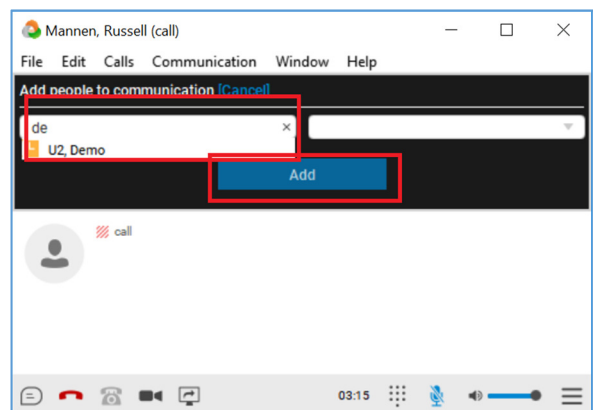 Mannen, Russell (call)
File Edit Calls Communication Window Help
Add people to communication [Cancel]
de
U2, Demo
Add
call
03:15